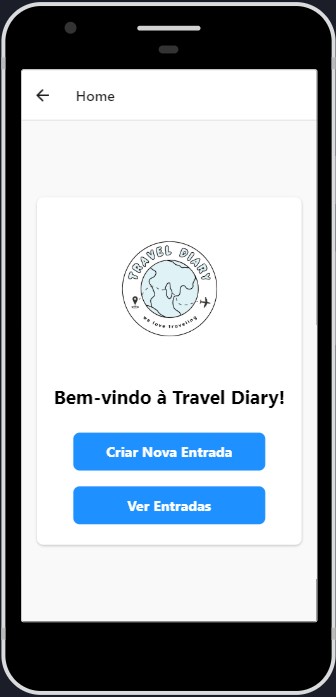 Home
TRAVEL DIARY
we love traveling
Bem-vindo à Travel Diary!
Criar Nova Entrada
Ver Entradas